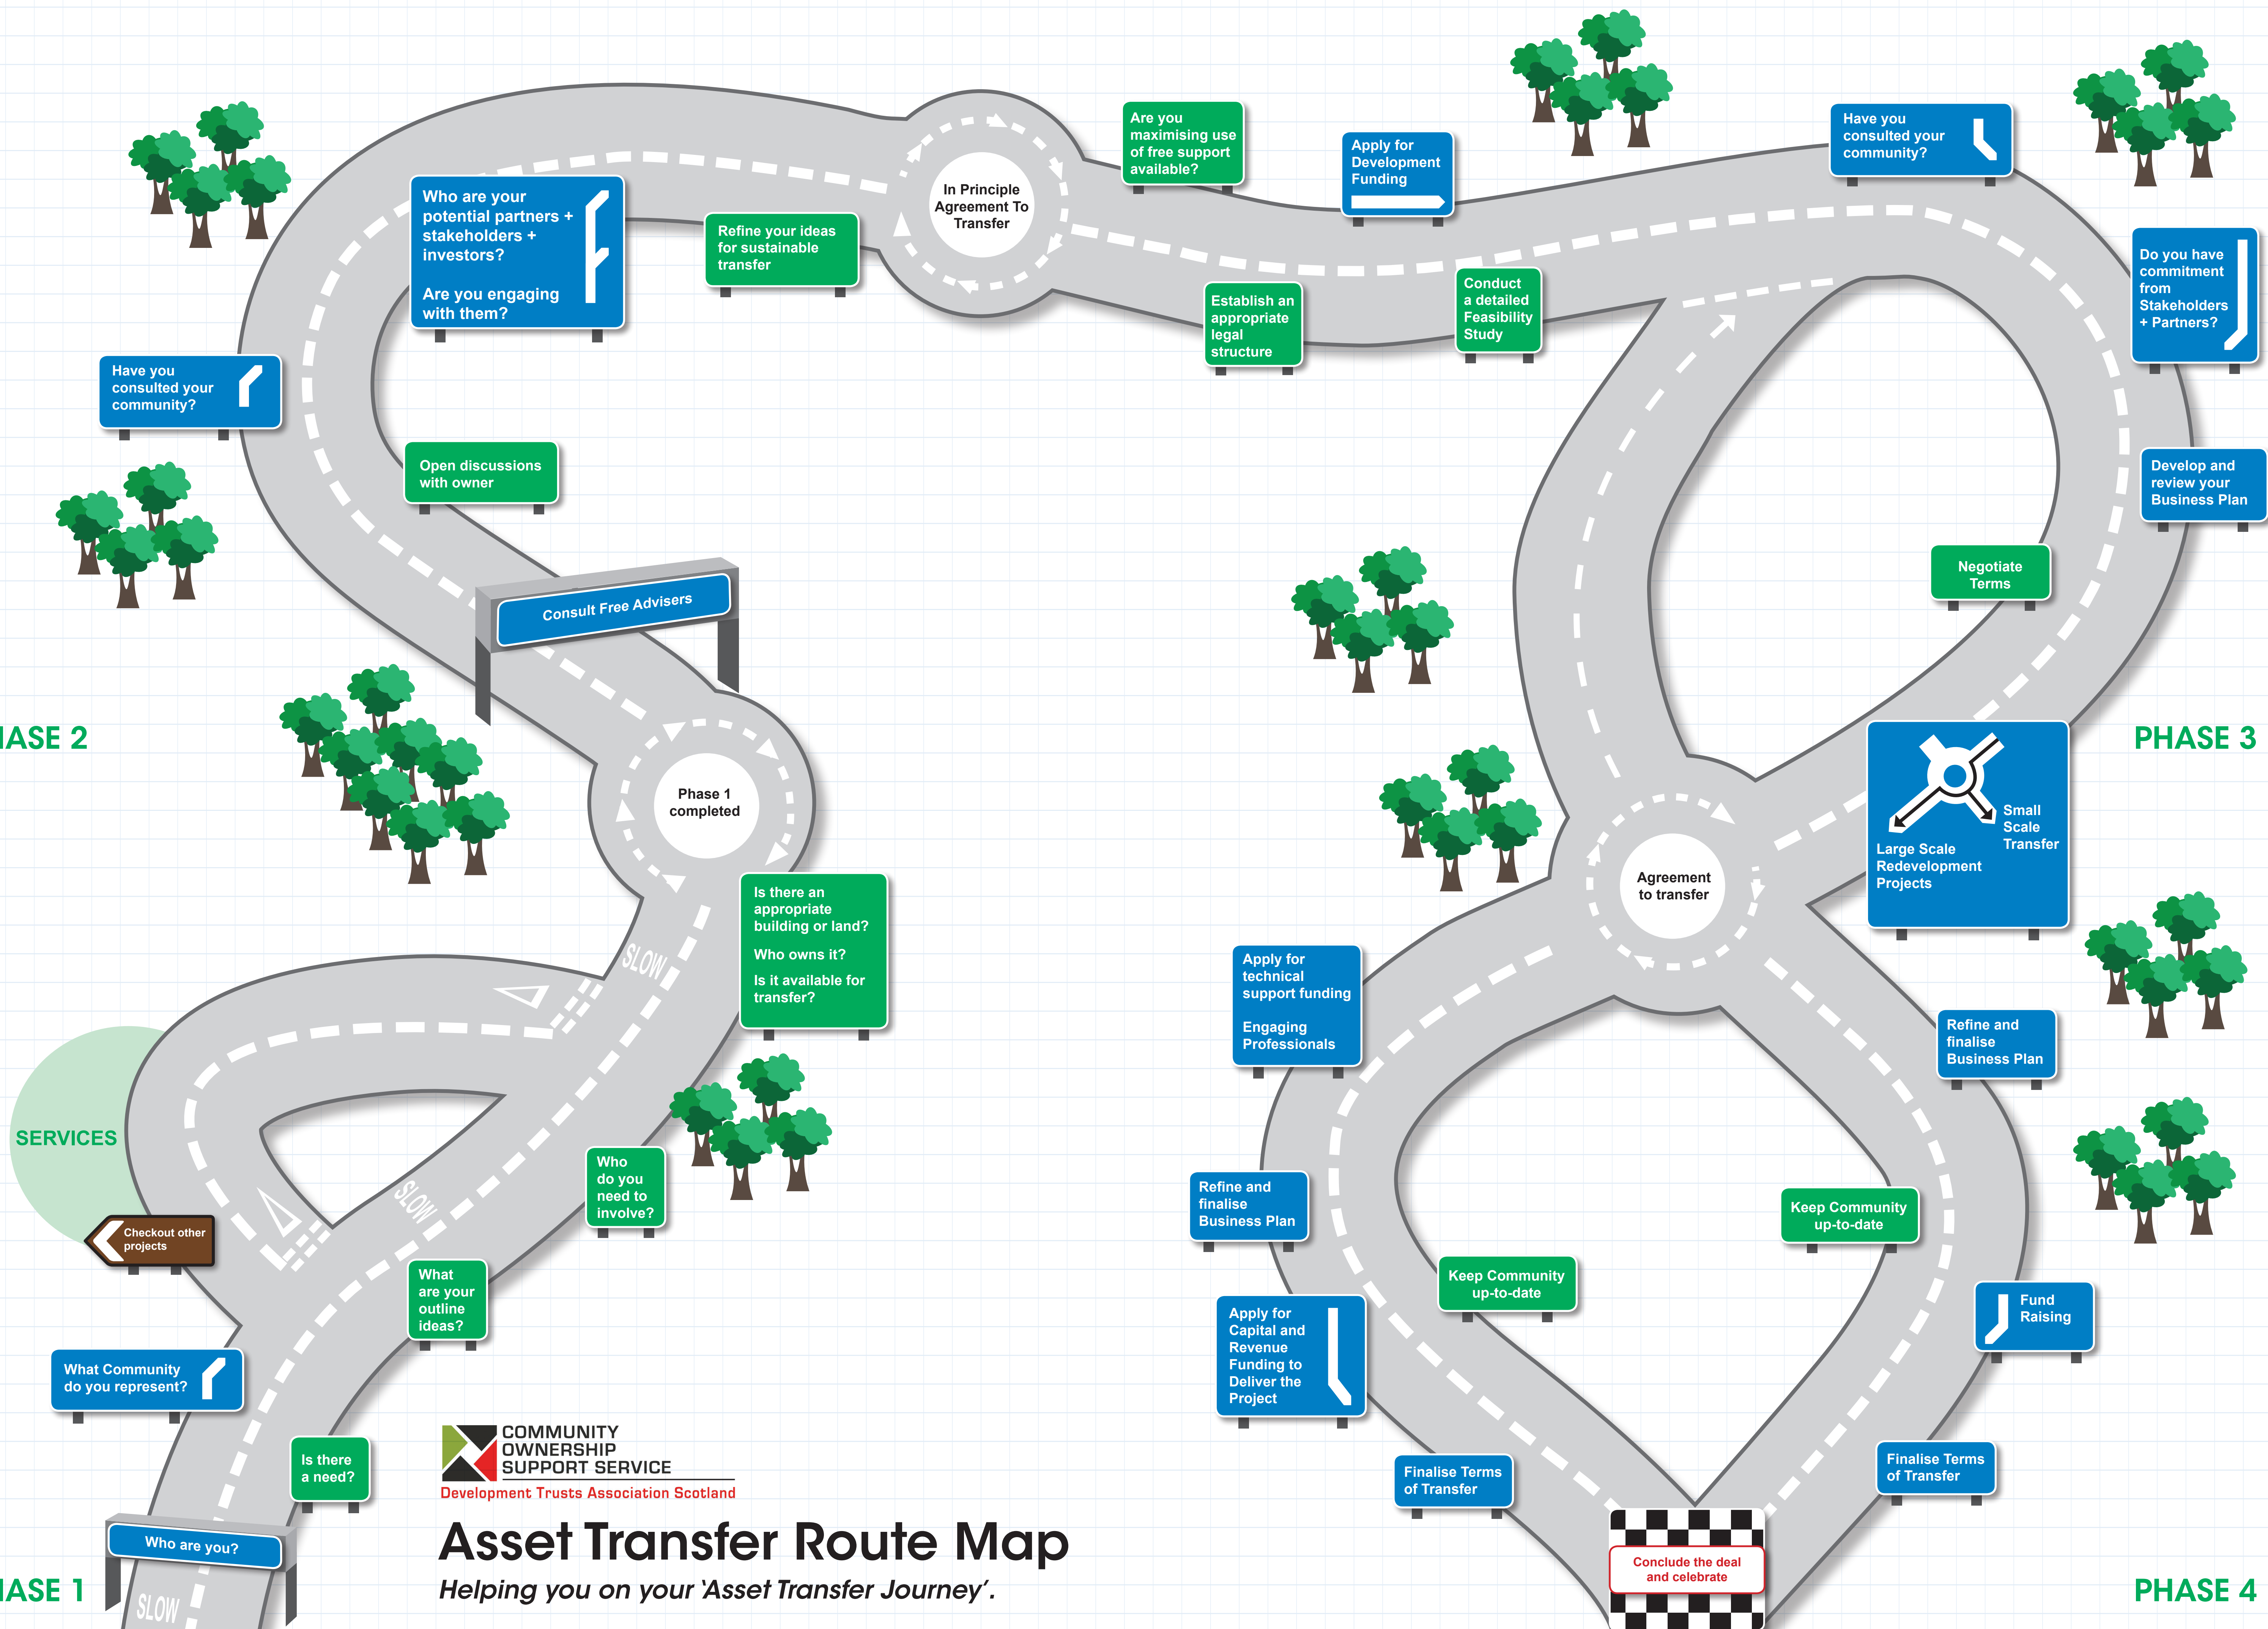 Are you
maximising use
of free support
available?
Apply for
Development
Funding
Have you
consulted your
community?
In Principle
Agreement To
Transfer
Who are your
potential partners +
stakeholders +
investors?
Are you engaging
with them?
Refine your ideas
for sustainable
transfer
Establish an
appropriate
legal
structure
Conduct
a detailed
Feasibility
Study
Do you have
commitment
from
Stakeholders
+ Partners?
Have you
consulted your
community?
Open discussions
with owner
Develop and
review your
Business Plan
Negotiate
Terms
Consult Free Advisers
HASE 2
PHASE 3
Phase 1
completed
Small
Scale
Transfer
Large Scale
Redevelopment
Projects
Agreement
to transfer
Is there an
appropriate
building or land?
Who owns it?
Is it available for
transfer?
SLOW
Apply for
technical
support funding
Engaging
Professionals
Refine and
finalise
Business Plan
SERVICES
Who
do you
need to
involve?
SLOW
Refine and
finalise
Business Plan
Keep Community
up-to-date
Checkout other
projects
What
are your
outline
ideas?
Keep Community
up-to-date
Fund
Raising
Apply for
Capital and
Revenue
Funding to
Deliver the
Project
What Community
do you represent?
Is there
a need?
COMMUNITY
OWNERSHIP
SUPPORT SERVICE
Development Trusts Association Scotland
Finalise Terms
of Transfer
Finalise Terms
of Transfer
Who are you?
Asset Transfer Route Map
Helping you on your ‘Asset Transfer Journey’.
Conclude the deal
and celebrate
HASE 1
SLOW
PHASE 4